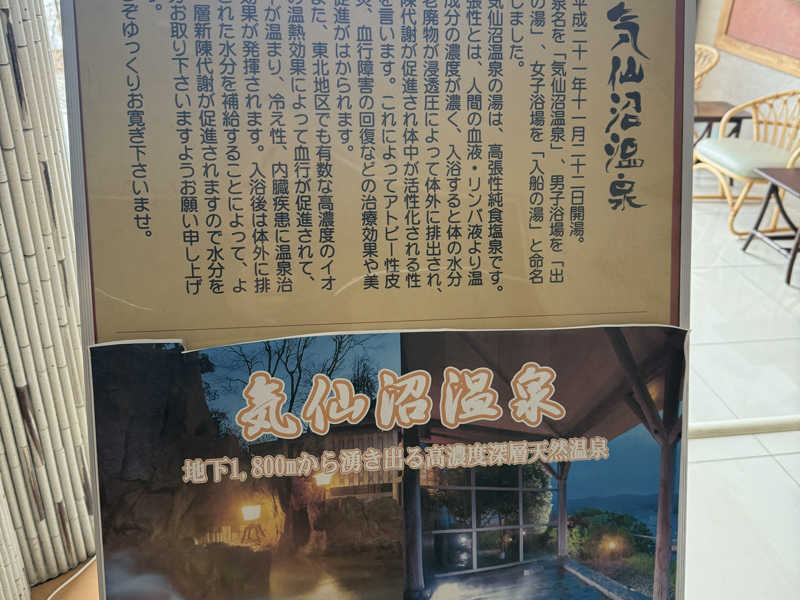 気仙沼温泉
平成二十一年十一月二十二日開湯。
泉名を「気仙沼温泉」、男子浴場を「出
の湯」、女子浴場を「入船の湯」と命名
しました。
気仙沼温泉の湯は、高張性純食塩泉です。
張性とは、人間の血液・リンパ液より温
成分の濃度が濃く、入浴すると体の水分
老廃物が浸透圧によって体外に排出され、
陳代謝が促進され体中が活性化される性
を言います。これによってアトピー性皮
炎、血行障害の回復などの治療効果や美
促進がはかられます。
また、東北地区でも有数な高濃度のイオ
の温熱効果によって血行が促進されて、
が温まり、冷え性、内臓疾患に温泉治
効果が発揮されます。入浴後は体外に排
された水分を補給することによって、よ
層新陳代謝が促進されますので水分を
お取り下さいますようお願い申し上げ
。
そゆっくりお寛ぎ下さいませ。
気仙沼温泉
地下1,800mから湧き出る高濃度深層天然温泉